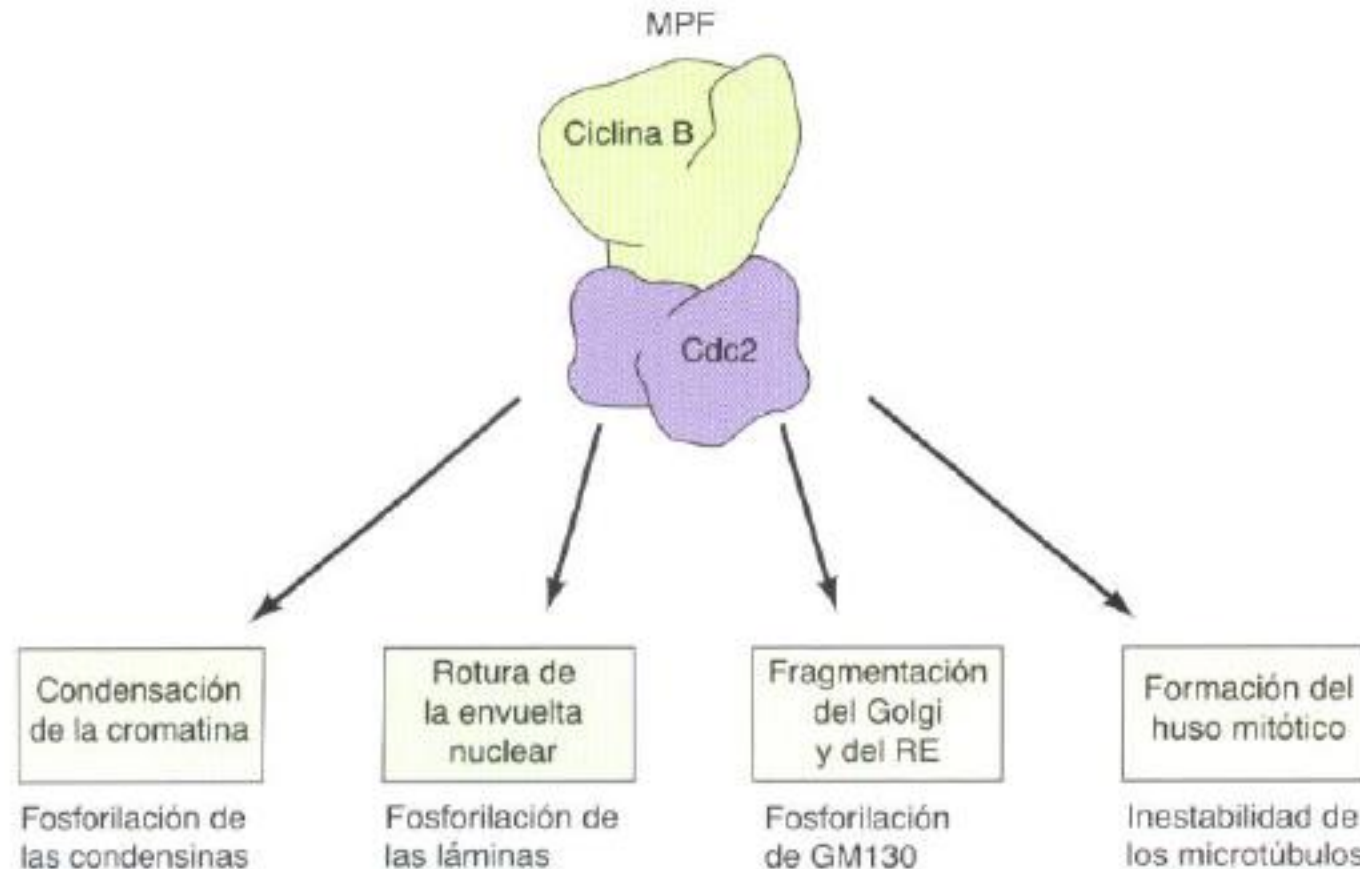 MPF
Ciclina B
Cdc2
Condensación
de la cromatina
Fosforilación de
las condensinas
Rotura de
la envuelta
nuclear
Fosforilación de
las láminas
Fragmentación
del Golgi
y del RE
Fosforilación
de GM130
Formación del
huso mitótico
Inestabilidad de
los microtúbulos